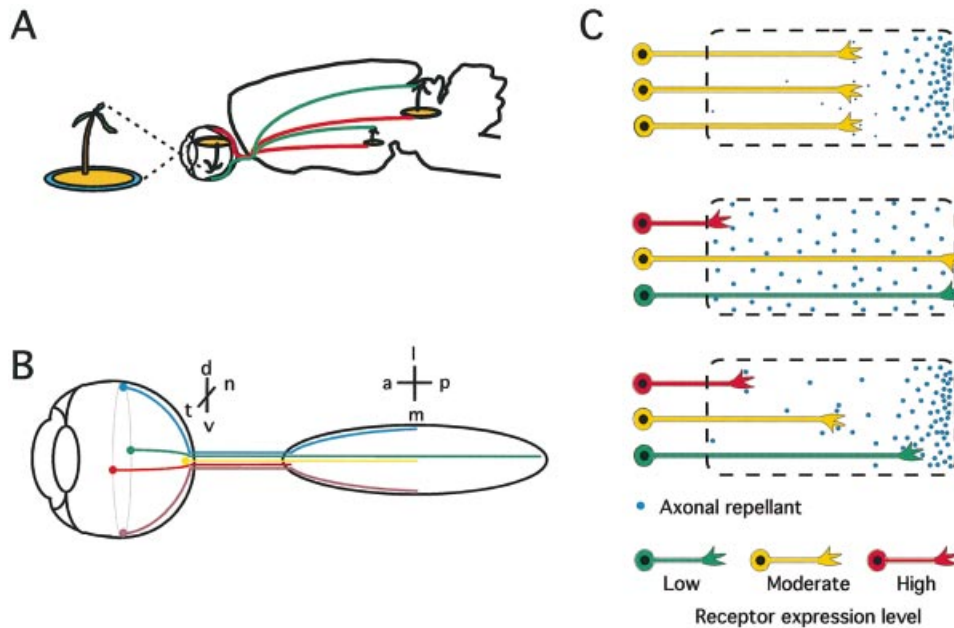 A
B
d
n
t
v
l
a p
m
C
Axonal repellant
Low Moderate High
Receptor expression level